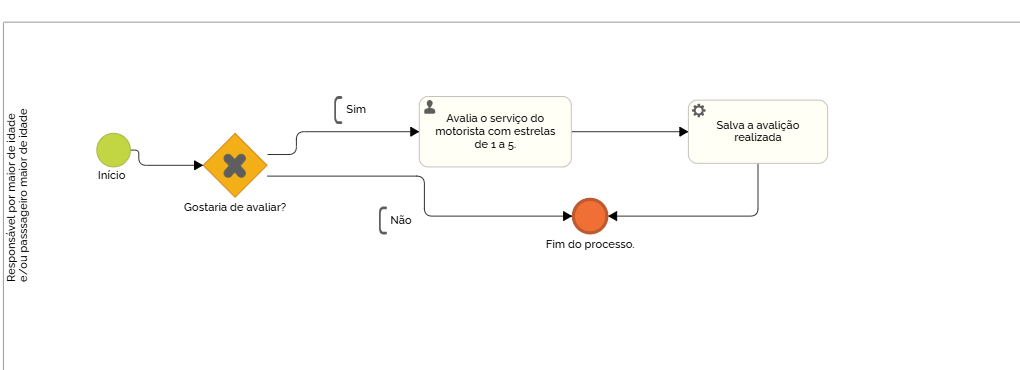 Responsável por maior de idade
e/ou passsageiro maior de idade
Início
Gostaria de avaliar?
Sim
Avalia o serviço do
motorista com estrelas
de 1 a 5.
Salva a avalição
realizada
Não
Fim do processo.